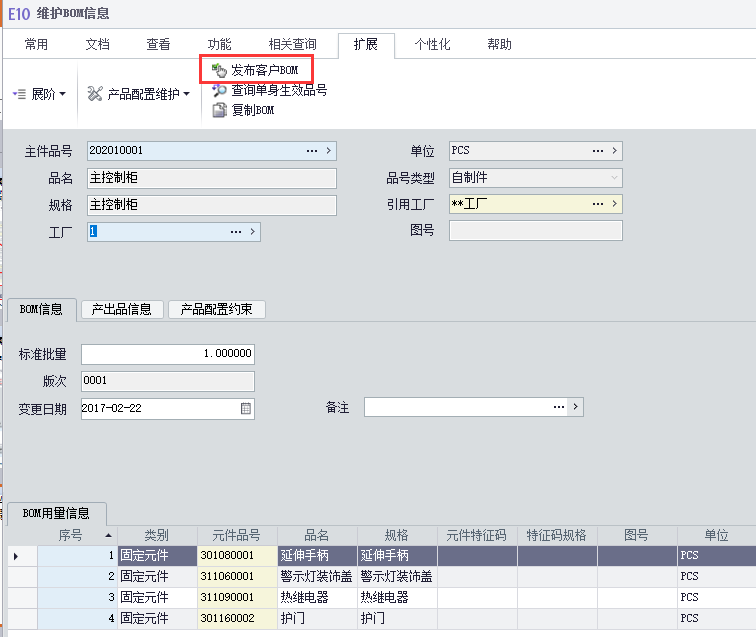 E10 维护BOM信息
常用 文档 查看 功能 相关查询 扩展 个性化 帮助
发布客户BOM
展阶 产品配置维护 查询单身生效品号
复制BOM
主件品号 202010001 单位 PCS
品名 主控制柜 品号类型 自制件
规格 主控制柜 引用工厂 **工厂
工厂 1 图号
BOM信息 产出品信息 产品配置约束
标准批量 1.000000
版次 0001
变更日期 2017-02-22 备注
BOM用量信息
序号 类别 元件品号 品名 规格 元件特征码 特征码规格 图号 单位
1 固定元件 301080001 延伸手柄 延伸手柄 PCS
2 固定元件 311060001 警示灯装饰盖 警示灯装饰盖 PCS
3 固定元件 311090001 热继电器 热继电器 PCS
4 固定元件 301160002 护门 护门 PCS